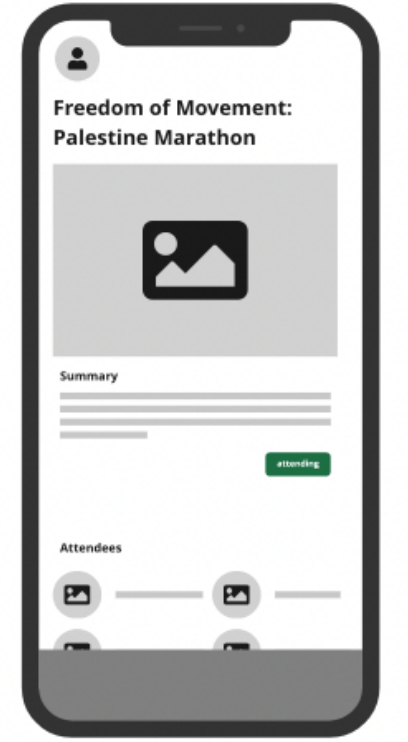 Freedom of Movement:
Palestine Marathon
Summary
attending
Attendees